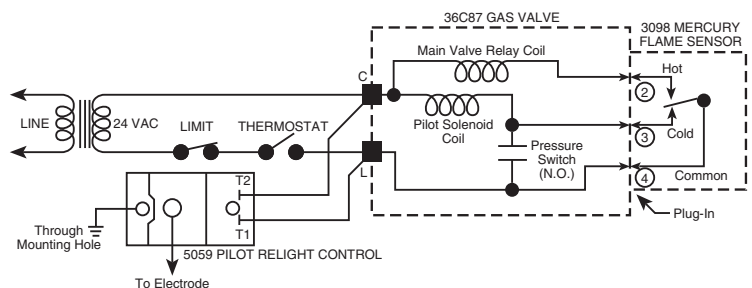 36C87 GAS VALVE
3098 MERCURY
FLAME SENSOR
Main Valve Relay Coil
Hot
C
2
LINE
24 VAC
LIMIT
THERMOSTAT
Pilot Solenoid
Coil
3
Cold
Pressure
Switch
(N.O.)
L
4
Common
T2
T1
Plug-In
Through
Mounting Hole
5059 PILOT RELIGHT CONTROL
To Electrode